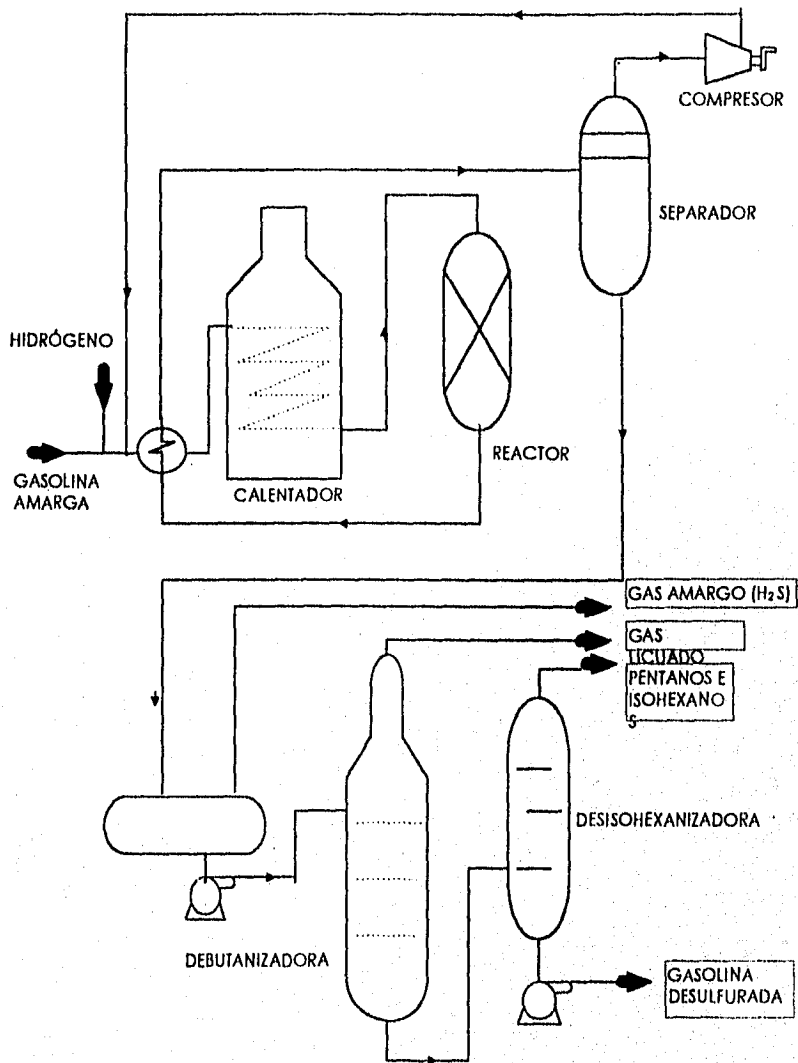 COMPRESOR
SEPARADOR
HIDRÓGENO
GASOLINA
AMARGA
CALENTADOR
REACTOR
GAS AMARGO (H₂S)
GAS
LICUADO
PENTANOS E
ISOHEXANO
S
DESISOHEXANIZADORA
DEBUTANIZADORA
GASOLINA
DESULFURADA